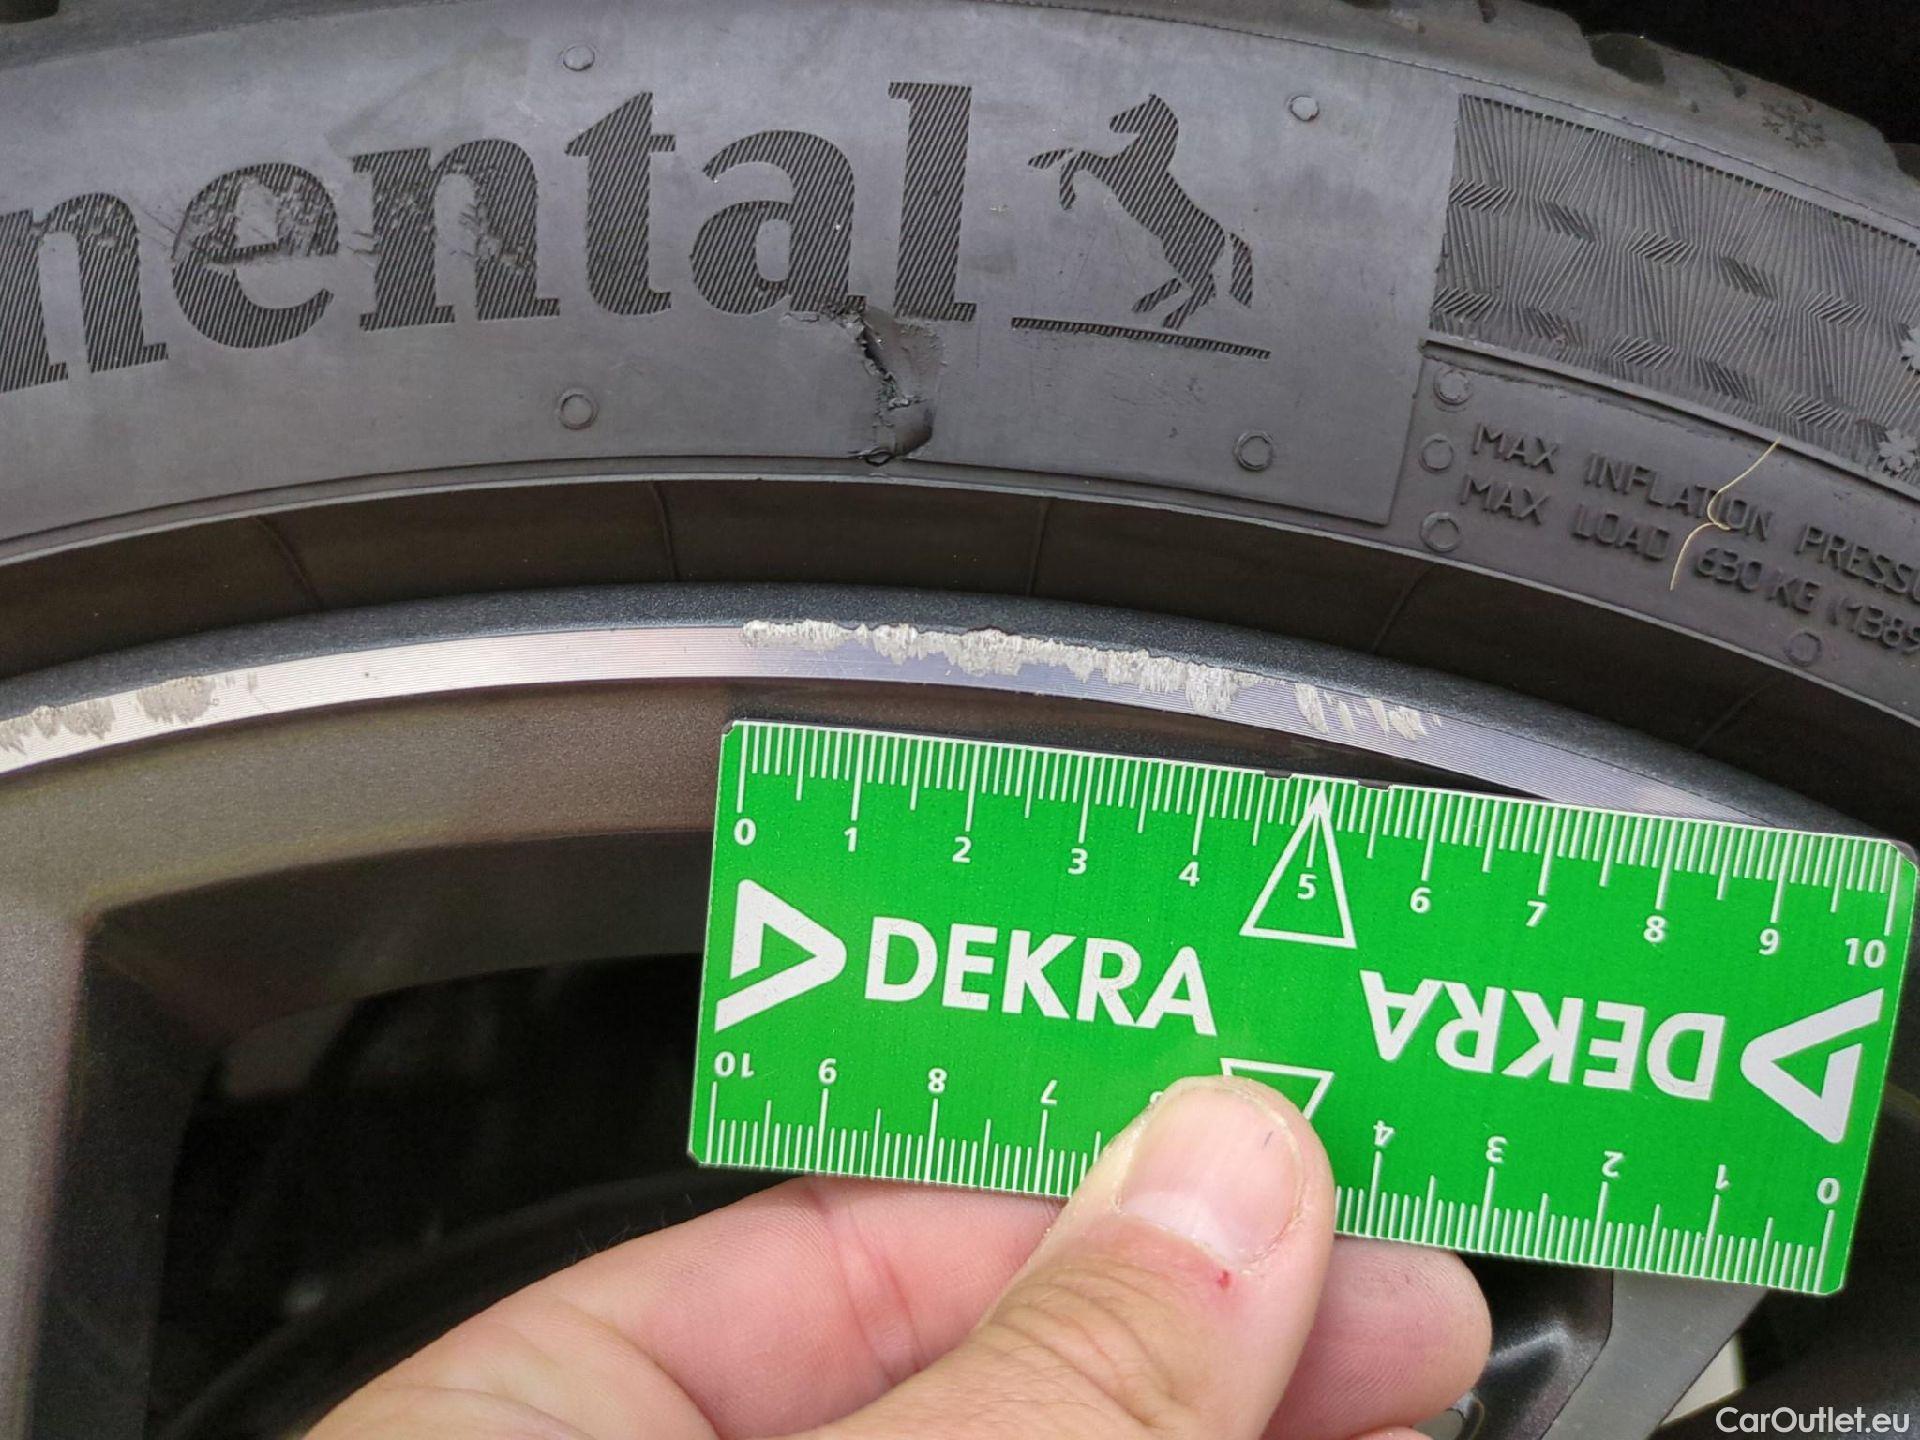 nental
MAX INFLATION PRESSU
MAX LOAD 630 KG (1389
0 1 2 3 4 5 6 7 8 9 10
DEKRA
DEKRA
10 9 8 7 4 3 2 1 0
CarOutlet.eu